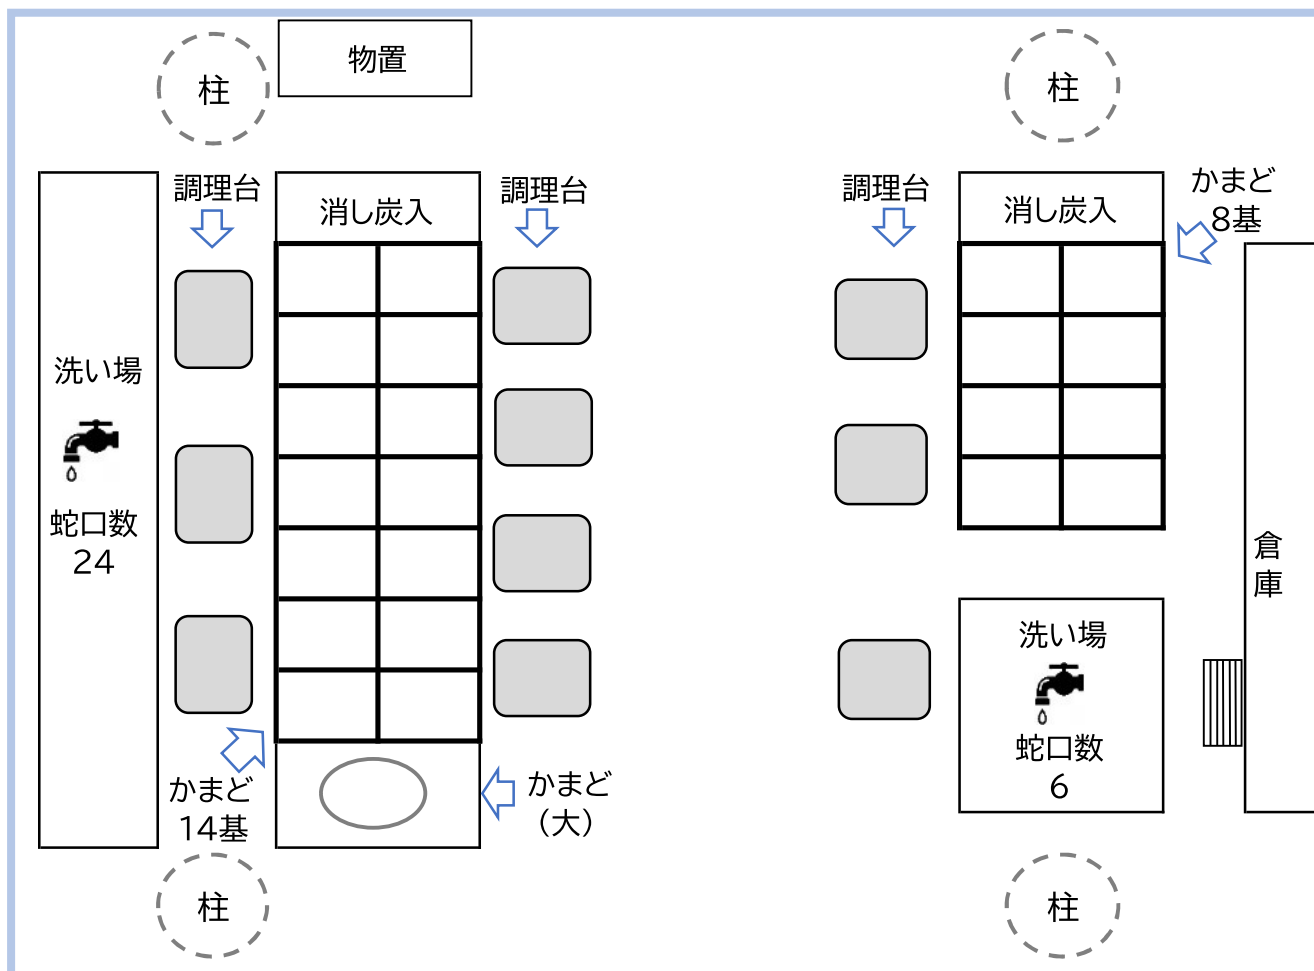 柱
物置
柱
調理台
消し炭入
調理台
調理台
消し炭入
かまど
8基
洗い場
蛇口数
24
倉
庫
洗い場
蛇口数
6
かまど
14基
かまど
（大）
柱
柱